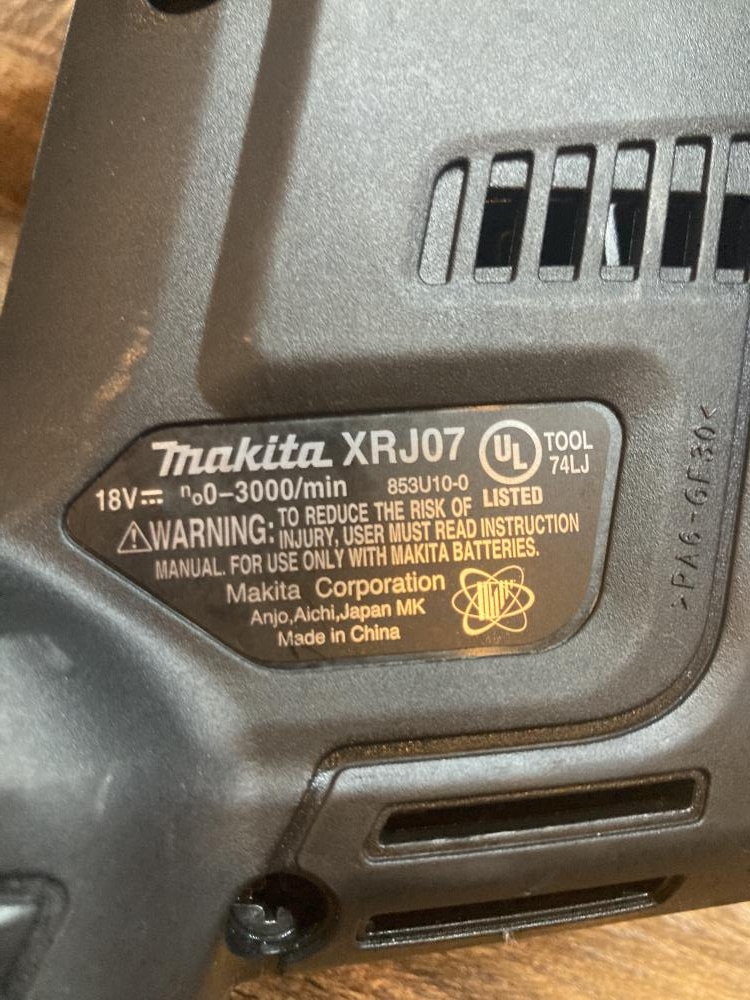 makita XRJ07 UL TOOL 74LJ
18V⎓ n₀0-3000/min 853U10-0 LISTED
⚠WARNING: TO REDUCE THE RISK OF
INJURY, USER MUST READ INSTRUCTION
MANUAL. FOR USE ONLY WITH MAKITA BATTERIES.
Makita Corporation
Anjo,Aichi,Japan MK
Made in China
>PA6-GF30<